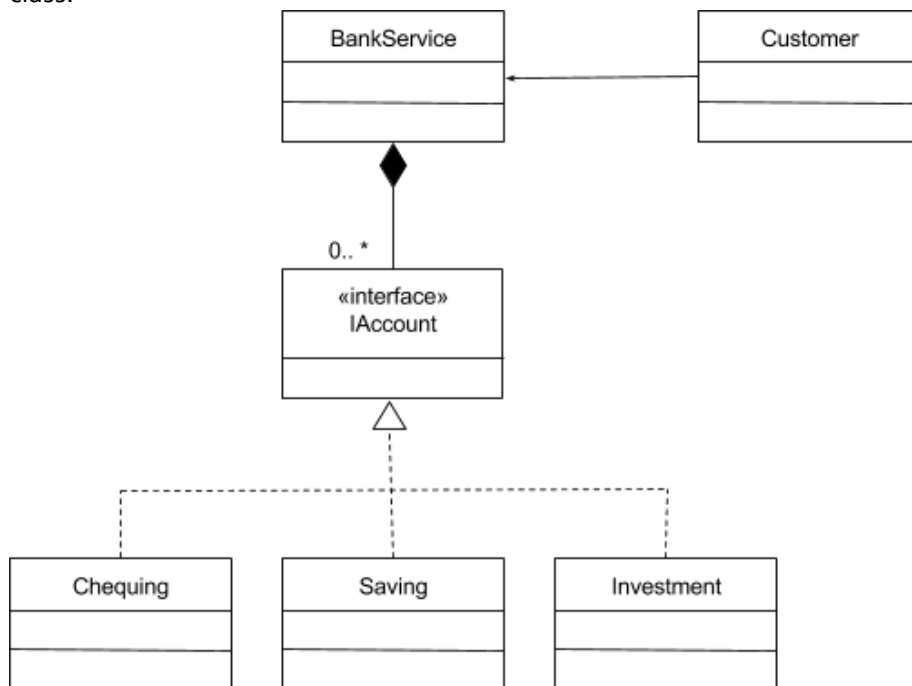 class.
BankService
Customer
0.. *
«interface»
IAccount
Chequing
Saving
Investment